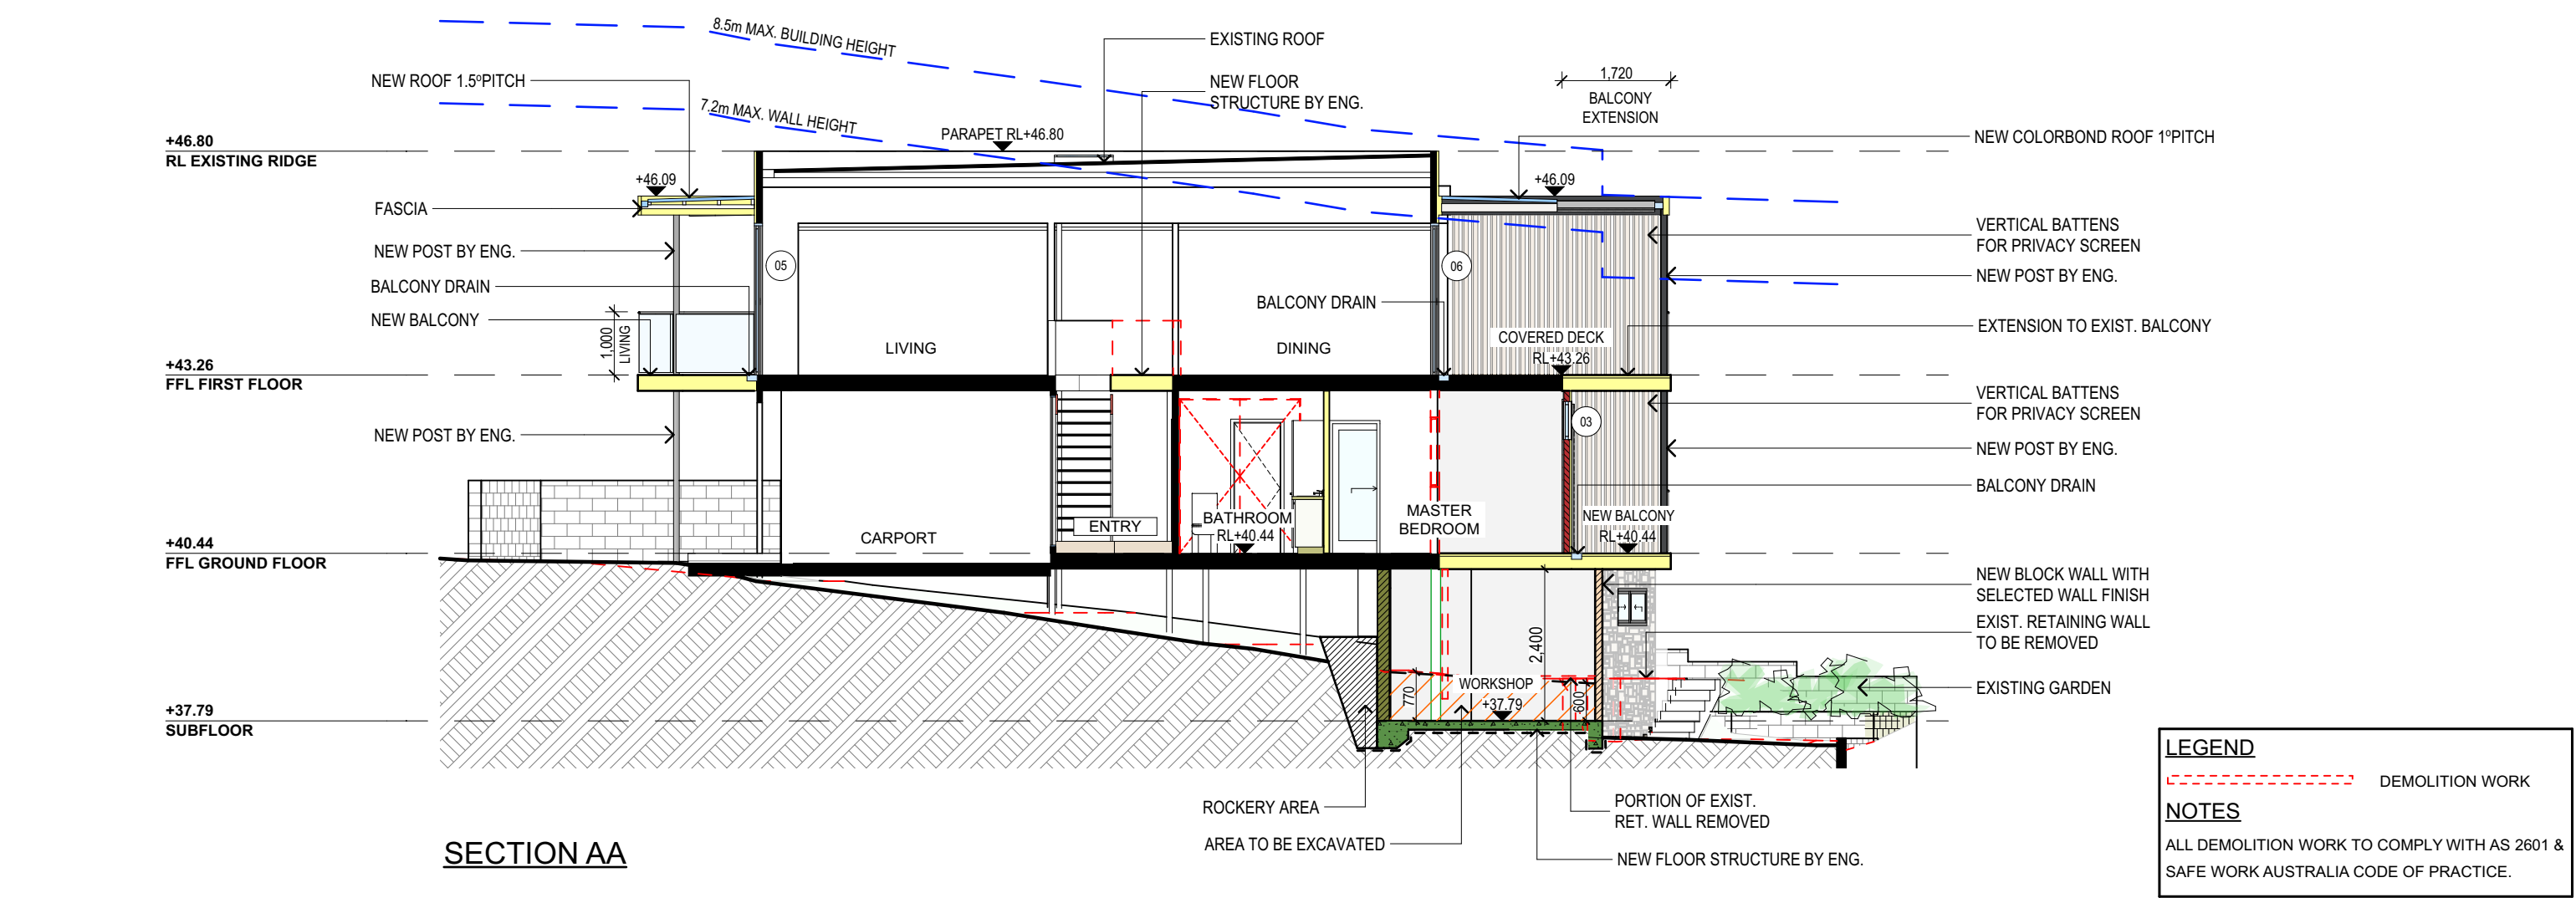 8.5m MAX. BUILDING HEIGHT
EXISTING ROOF
NEW ROOF 1.5ºPITCH
NEW FLOOR
STRUCTURE BY ENG.
1,720
BALCONY
EXTENSION
7.2m MAX. WALL HEIGHT
PARAPET RL+46.80
NEW COLORBOND ROOF 1ºPITCH
+46.80
RL EXISTING RIDGE
+46.09
+46.09
FASCIA
VERTICAL BATTENS
FOR PRIVACY SCREEN
NEW POST BY ENG.
05
06
NEW POST BY ENG.
BALCONY DRAIN
BALCONY DRAIN
NEW BALCONY
EXTENSION TO EXIST. BALCONY
1,000
LIVING
LIVING
DINING
COVERED DECK
RL+43.26
+43.26
FFL FIRST FLOOR
VERTICAL BATTENS
FOR PRIVACY SCREEN
03
NEW POST BY ENG.
NEW POST BY ENG.
BALCONY DRAIN
CARPORT
ENTRY
BATHROOM
RL+40.44
MASTER
BEDROOM
NEW BALCONY
RL+40.44
+40.44
FFL GROUND FLOOR
NEW BLOCK WALL WITH
SELECTED WALL FINISH
EXIST. RETAINING WALL
TO BE REMOVED
2,400
770
WORKSHOP
+37.79
600
EXISTING GARDEN
+37.79
SUBFLOOR
ROCKERY AREA
AREA TO BE EXCAVATED
PORTION OF EXIST.
RET. WALL REMOVED
NEW FLOOR STRUCTURE BY ENG.
SECTION AA
LEGEND
DEMOLITION WORK
NOTES
ALL DEMOLITION WORK TO COMPLY WITH AS 2601 &
SAFE WORK AUSTRALIA CODE OF PRACTICE.